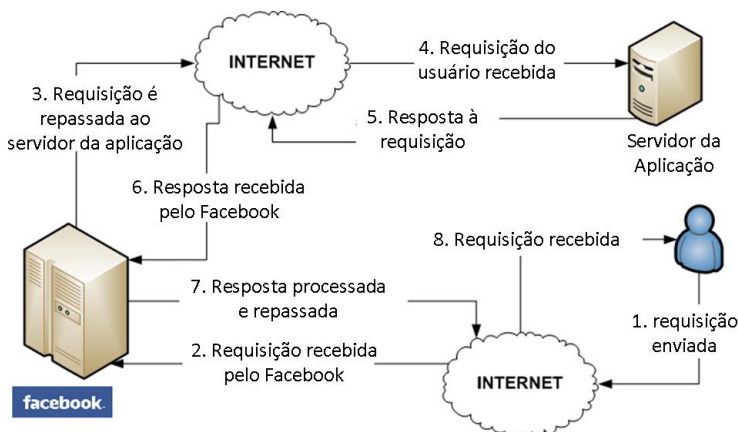 INTERNET
4. Requisição do
usuário recebida
3. Requisição é
repassada ao
servidor da aplicação
5. Resposta à
requisição
Servidor da
Aplicação
6. Resposta recebida
pelo Facebook
8. Requisição recebida
7. Resposta processada
e repassada
1. requisição
enviada
2. Requisição recebida
pelo Facebook
INTERNET
facebook.